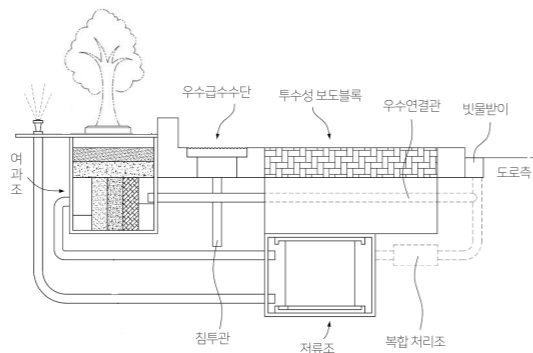 우수급수수단
투수성 보도블록
우수연결관
빗물받이
도로측
여
과
조
침투관
저류조
복합 처리조